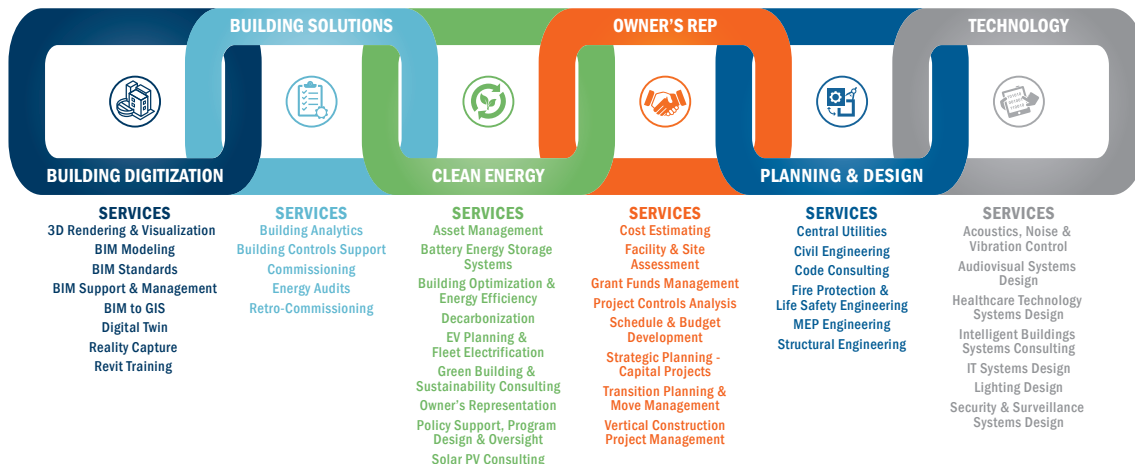 BUILDING SOLUTIONS
OWNER'S REP
TECHNOLOGY
BUILDING DIGITIZATION
CLEAN ENERGY
PLANNING & DESIGN
SERVICES
3D Rendering & Visualization
BIM Modeling
BIM Standards
BIM Support & Management
BIM to GIS
Digital Twin
Reality Capture
Revit Training
SERVICES
Building Analytics
Building Controls Support
Commissioning
Energy Audits
Retro-Commissioning
SERVICES
Asset Management
Battery Energy Storage
Systems
Building Optimization &
Energy Efficiency
Decarbonization
EV Planning &
Fleet Electrification
Green Building &
Sustainability Consulting
Owner's Representation
Policy Support, Program
Design & Oversight
Solar PV Consulting
SERVICES
Cost Estimating
Facility & Site
Assessment
Grant Funds Management
Project Controls Analysis
Schedule & Budget
Development
Strategic Planning -
Capital Projects
Transition Planning &
Move Management
Vertical Construction
Project Management
SERVICES
Central Utilities
Civil Engineering
Code Consulting
Fire Protection &
Life Safety Engineering
MEP Engineering
Structural Engineering
SERVICES
Acoustics, Noise &
Vibration Control
Audiovisual Systems
Design
Healthcare Technology
Systems Design
Intelligent Buildings
Systems Consulting
IT Systems Design
Lighting Design
Security & Surveillance
Systems Design